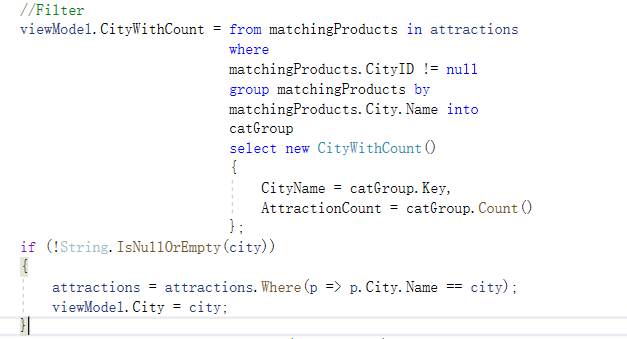 //Filter
viewModel.CityWithCount = from matchingProducts in attractions
where
matchingProducts.CityID != null
group matchingProducts by
matchingProducts.City.Name into
catGroup
select new CityWithCount()
{
CityName = catGroup.Key,
AttractionCount = catGroup.Count()
};
if (!String.IsNullOrEmpty(city))
{
attractions = attractions.Where(p => p.City.Name == city);
viewModel.City = city;
}